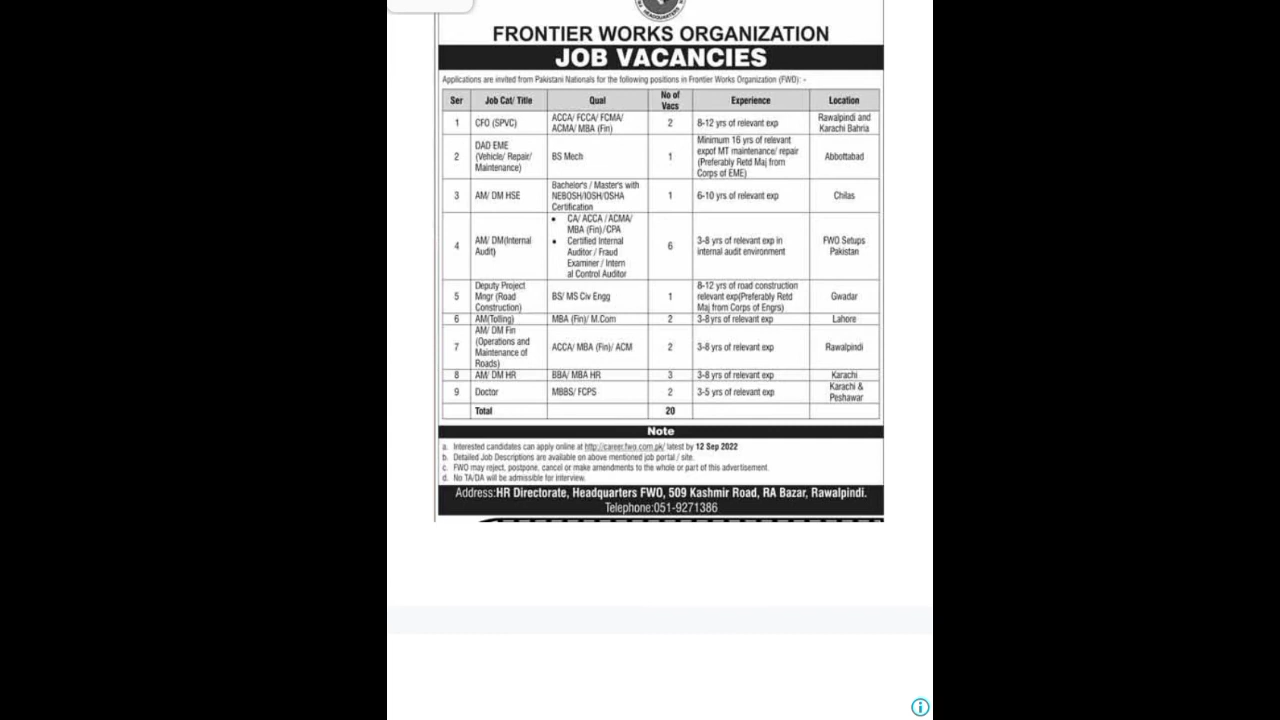 HEADQUARTERS
FRONTIER WORKS ORGANIZATION
JOB VACANCIES
Applications are invited from Pakistani Nationals for the following positions in Frontier Works Organization (FWO): -
Ser Job Cat/ Title Qual No of Vacs Experience Location
1 CFO (SPVC) ACCA/ FCCA/ FCMA/ ACMA/ MBA (Fin) 2 8-12 yrs of relevant exp Rawalpindi and Karachi Bahria
2 DAD EME (Vehicle/ Repair/ Maintenance) BS Mech 1 Minimum 16 yrs of relevant expof MT maintenance/ repair (Preferably Retd Maj from Corps of EME) Abbottabad
3 AM/ DM HSE Bachelor's / Master's with NEBOSH/IOSH/OSHA Certification 1 6-10 yrs of relevant exp Chilas
4 AM/ DM(Internal Audit) • CA/ ACCA / ACMA/ MBA (Fin)/CPA • Certified Internal Auditor / Fraud Examiner / Intern al Control Auditor 6 3-8 yrs of relevant exp in internal audit environment FWO Setups Pakistan
5 Deputy Project Mngr (Road Construction) BS/ MS Civ Engg 1 8-12 yrs of road construction relevant exp(Preferably Retd Maj from Corps of Engrs) Gwadar
6 AM(Tolling) MBA (Fin)/ M.Com 2 3-8yrs of relevant exp Lahore
7 AM/ DM Fin (Operations and Maintenance of Roads) ACCA/ MBA (Fin)/ ACM 2 3-8 yrs of relevant exp Rawalpindi
8 AM/ DM HR BBA/ MBA HR 3 3-8 yrs of relevant exp Karachi
9 Doctor MBBS/ FCPS 2 3-5 yrs of relevant exp Karachi & Peshawar
Total 20
Note
a. Interested candidates can apply online at http://career.fwo.com.pk/ latest by 12 Sep 2022
b. Detailed Job Descriptions are available on above mentioned job portal / site.
c. FWO may reject, postpone, cancel or make amendments to the whole or part of this advertisement.
d. No TA/DA will be admissible for interview.
Address:HR Directorate, Headquarters FWO, 509 Kashmir Road, RA Bazar, Rawalpindi.
Telephone:051-9271386